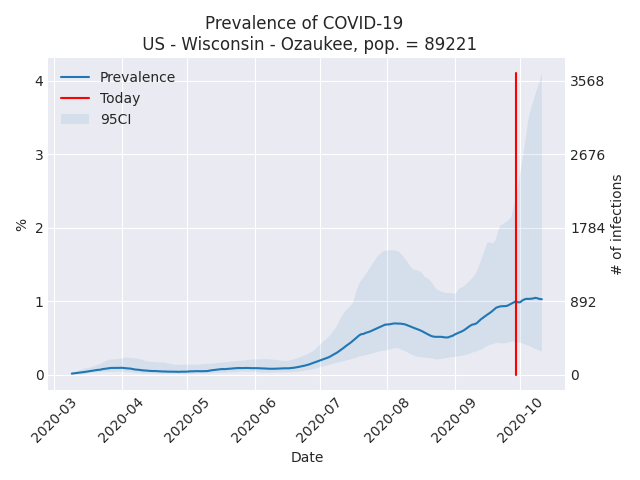 Prevalence of COVID-19
US - Wisconsin - Ozaukee, pop. = 89221
Prevalence
Today
95CI
4
3
2
1
0
%
3568
2676
1784
892
0
# of infections
2020-03
2020-04
2020-05
2020-06
2020-07
2020-08
2020-09
2020-10
Date